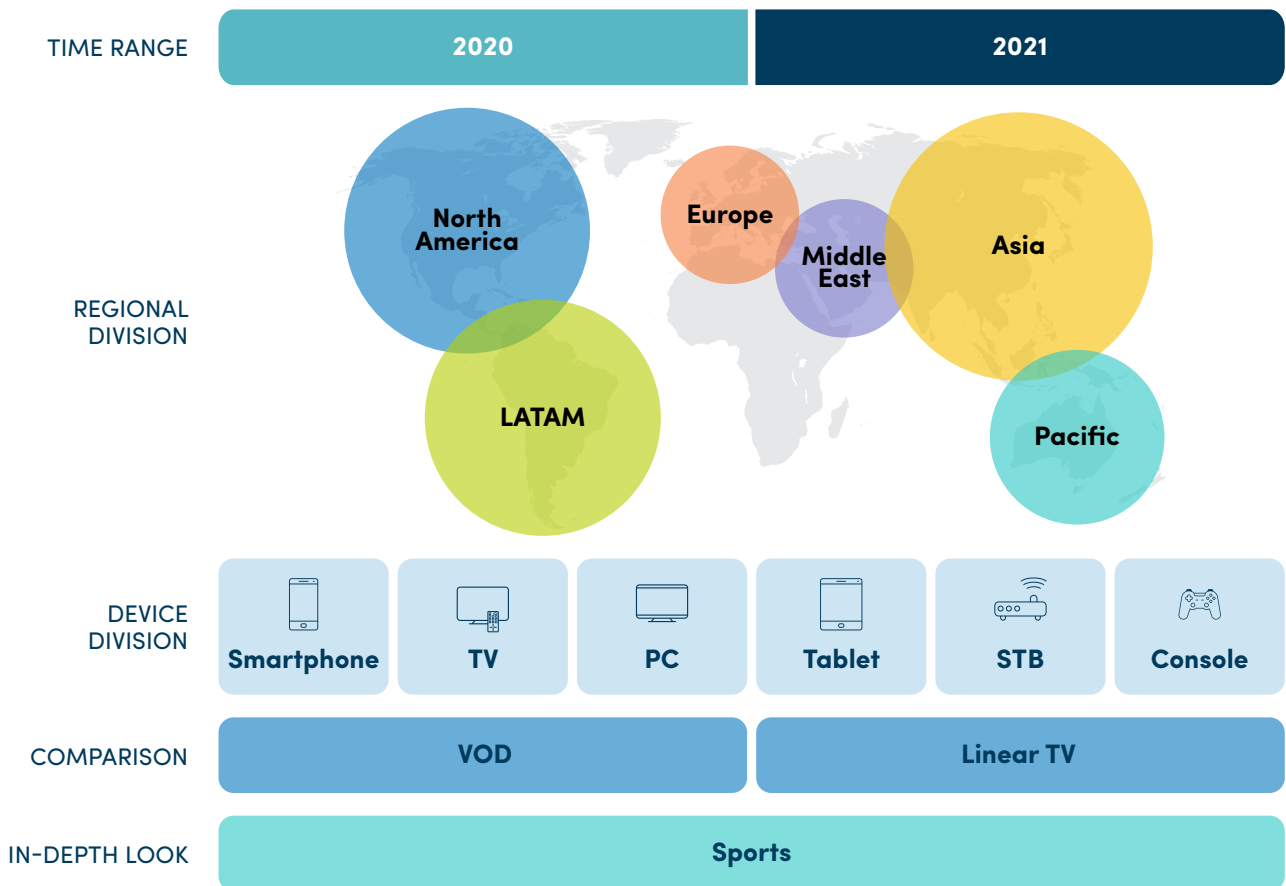 TIME RANGE
2020
2021
REGIONAL
DIVISION
North
America
LATAM
Europe
Middle
East
Asia
Pacific
DEVICE
DIVISION
Smartphone
TV
PC
Tablet
STB
Console
COMPARISON
VOD
Linear TV
IN-DEPTH LOOK
Sports